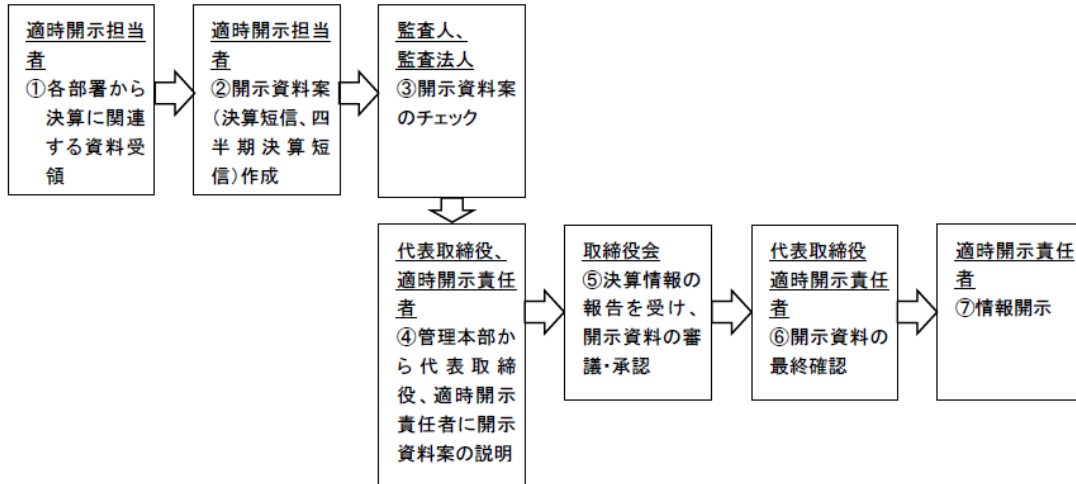 適時開示担当
者
①各部署から
決算に関連
する資料受
領
適時開示担当
者
②開示資料案
(決算短信、四
半期決算短
信)作成
監査人、
監査法人
③開示資料案
のチェック
代表取締役、
適時開示責任
者
④管理本部か
ら代表取締
役、適時開示
責任者に開示
資料案の説明
取締役会
⑤決算情報の
報告を受け、
開示資料の審
議・承認
代表取締役
適時開示責任
者
⑥開示資料の
最終確認
適時開示責任
者
⑦情報開示